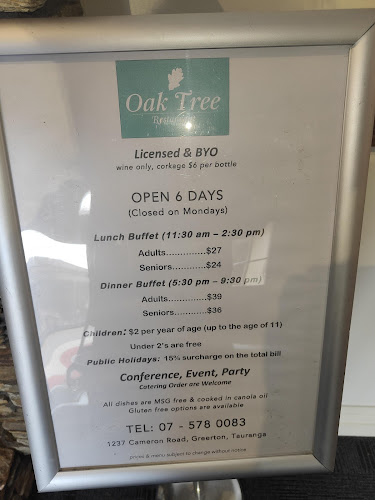 Oak Tree
Restaurant
Licensed & BYO
wine only, corkage $6 per bottle
OPEN 6 DAYS
(Closed on Mondays)
Lunch Buffet (11:30 am – 2:30 pm)
Adults..............$27
Seniors............$24
Dinner Buffet (5:30 pm – 9:30 pm)
Adults..............$39
Seniors............$36
Children: $2 per year of age (up to the age of 11)
Under 2's are free
Public Holidays: 15% surcharge on the total bill
Conference, Event, Party
Catering Order are Welcome
All dishes are MSG free & cooked in canola oil
Gluten free options are available
TEL: 07 - 578 0083
1237 Cameron Road, Greerton, Tauranga
prices & menu subject to change without notice